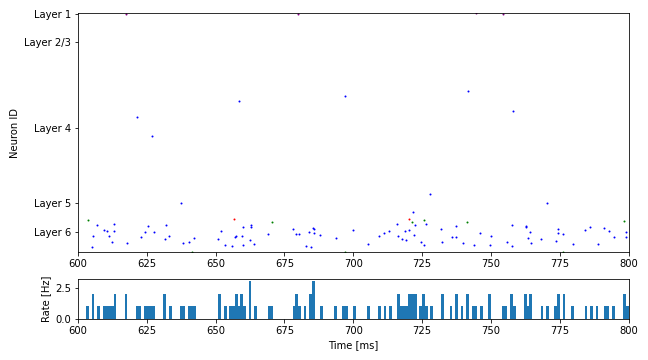 Layer 1
Layer 2/3
Layer 4
Layer 5
Layer 6
Neuron ID
600 625 650 675 700 725 750 775 800
2.5
0.0
Rate [Hz]
600 625 650 675 700 725 750 775 800
Time [ms]